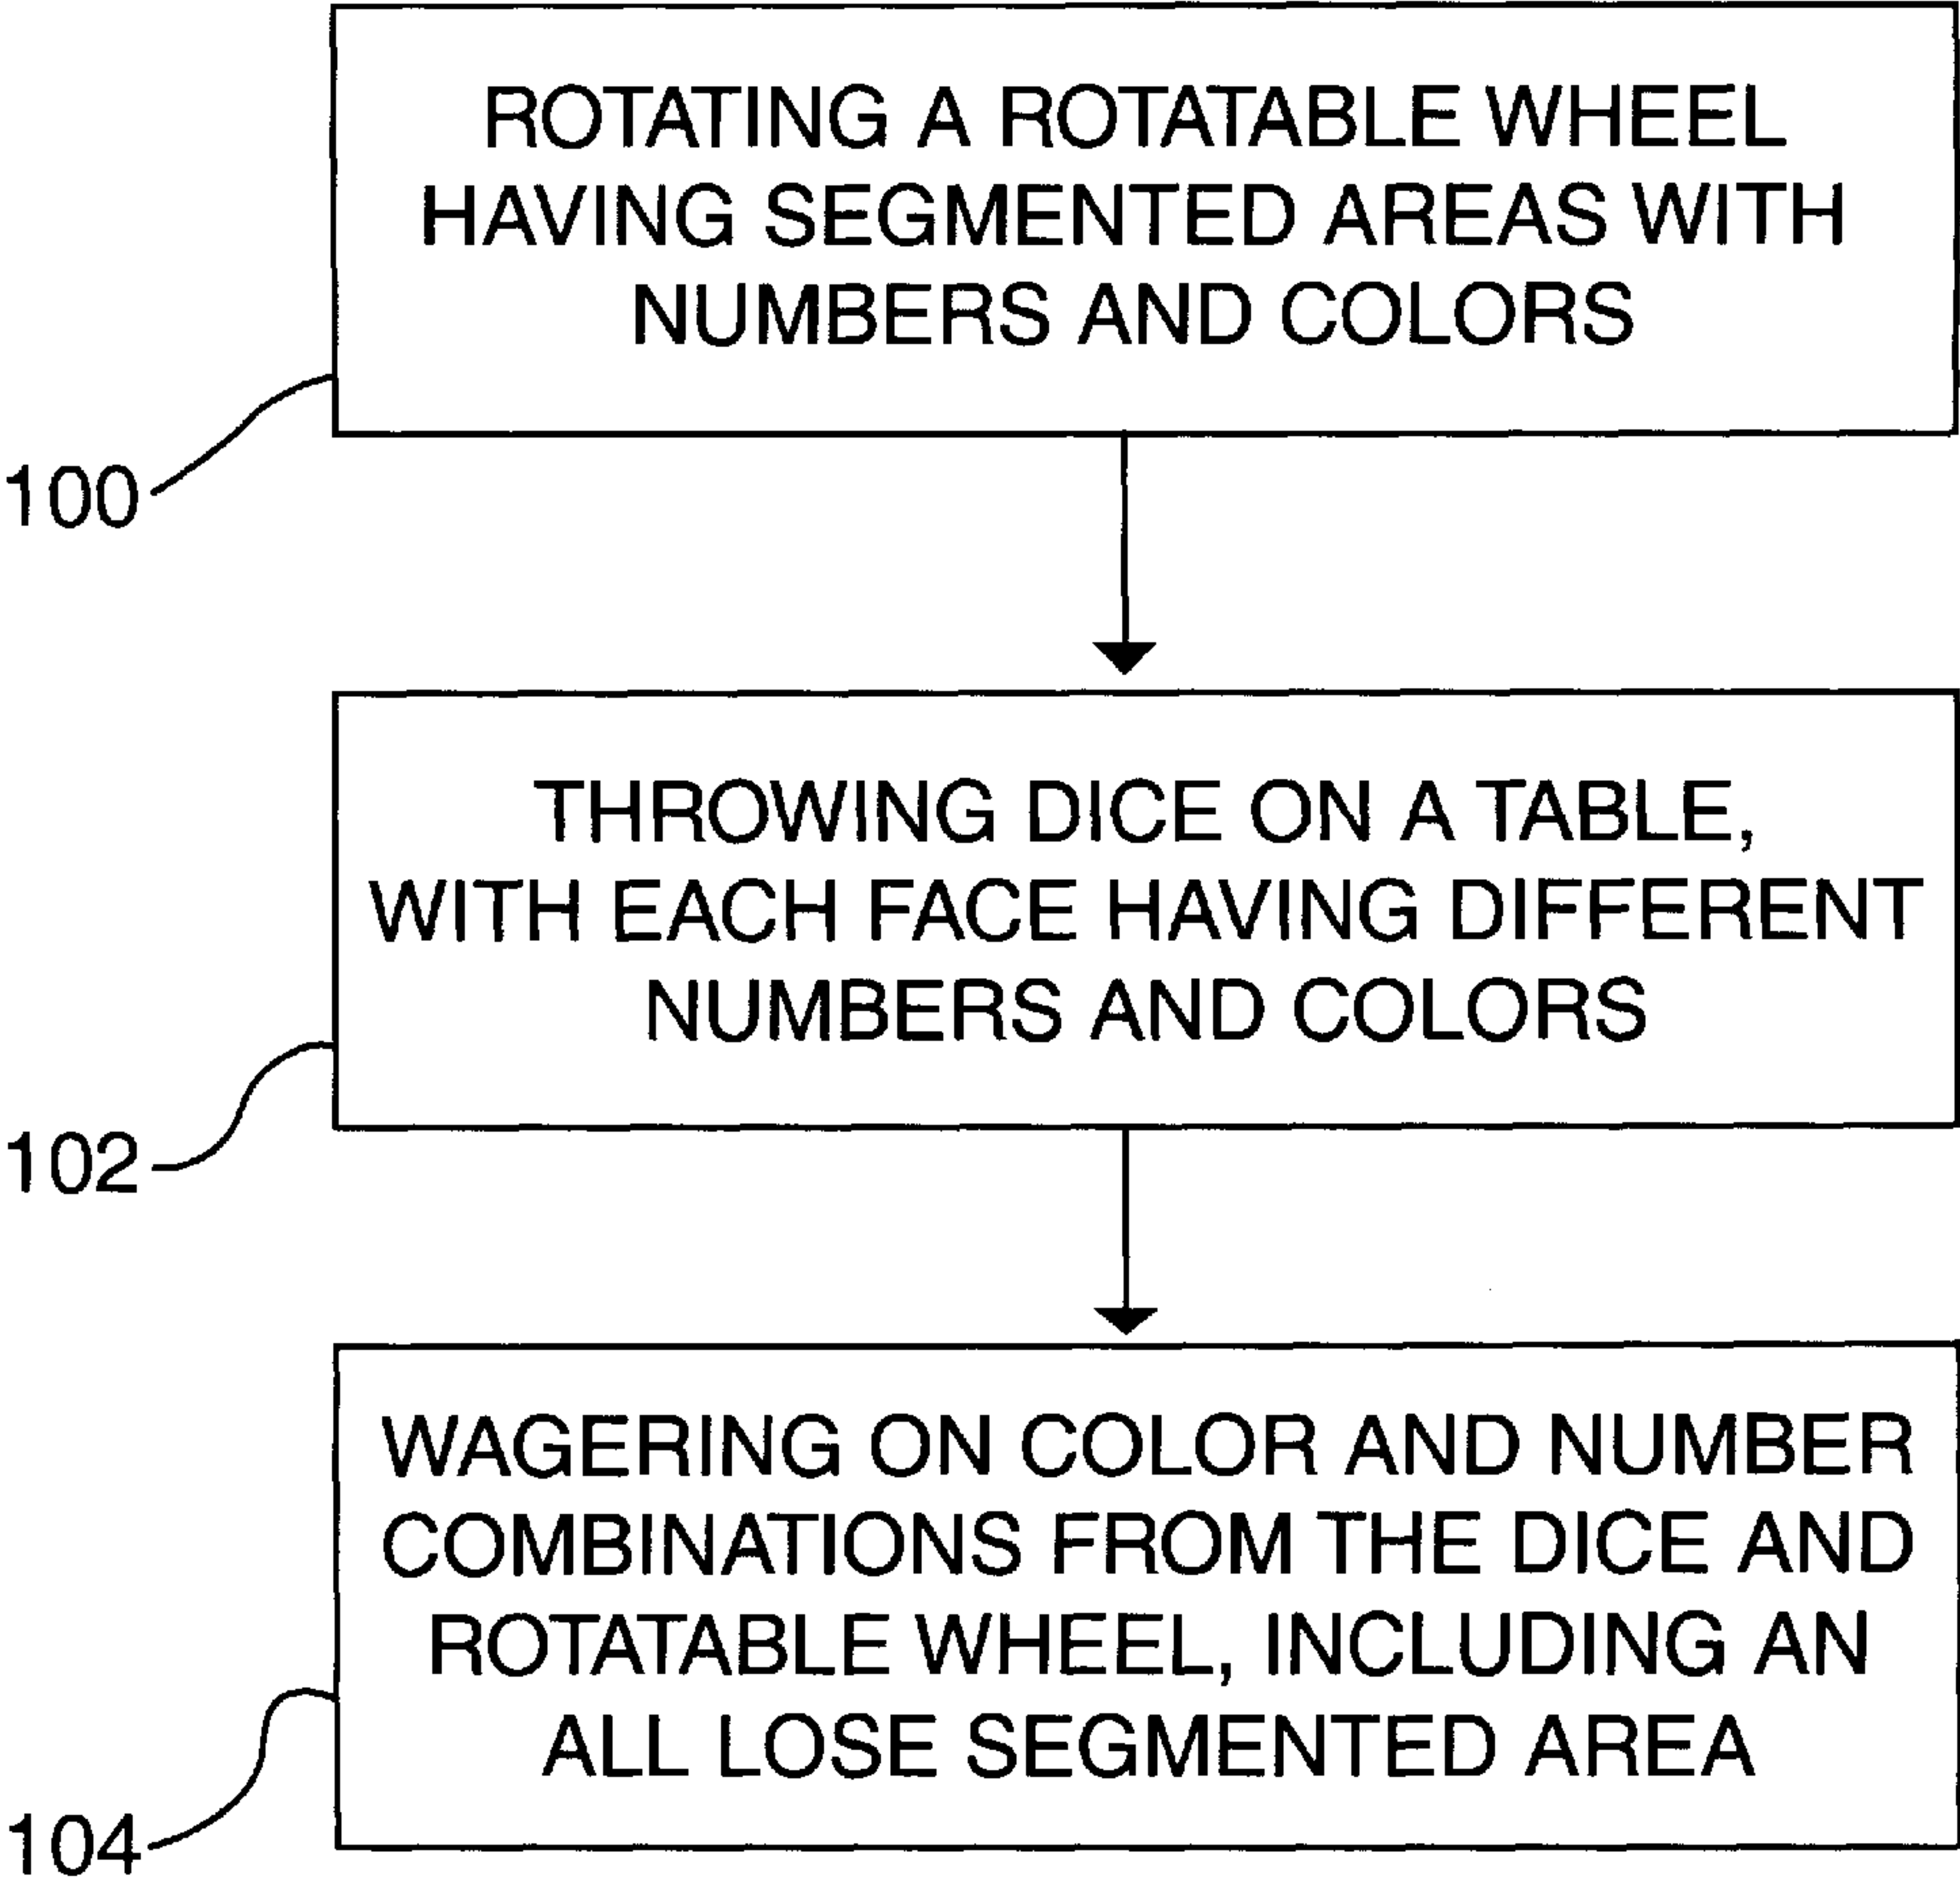 ROTATING A ROTATABLE WHEEL
HAVING SEGMENTED AREAS WITH
NUMBERS AND COLORS
100
THROWING DICE ON A TABLE,
WITH EACH FACE HAVING DIFFERENT
NUMBERS AND COLORS
102
WAGERING ON COLOR AND NUMBER
COMBINATIONS FROM THE DICE AND
ROTATABLE WHEEL, INCLUDING AN
ALL LOSE SEGMENTED AREA
104